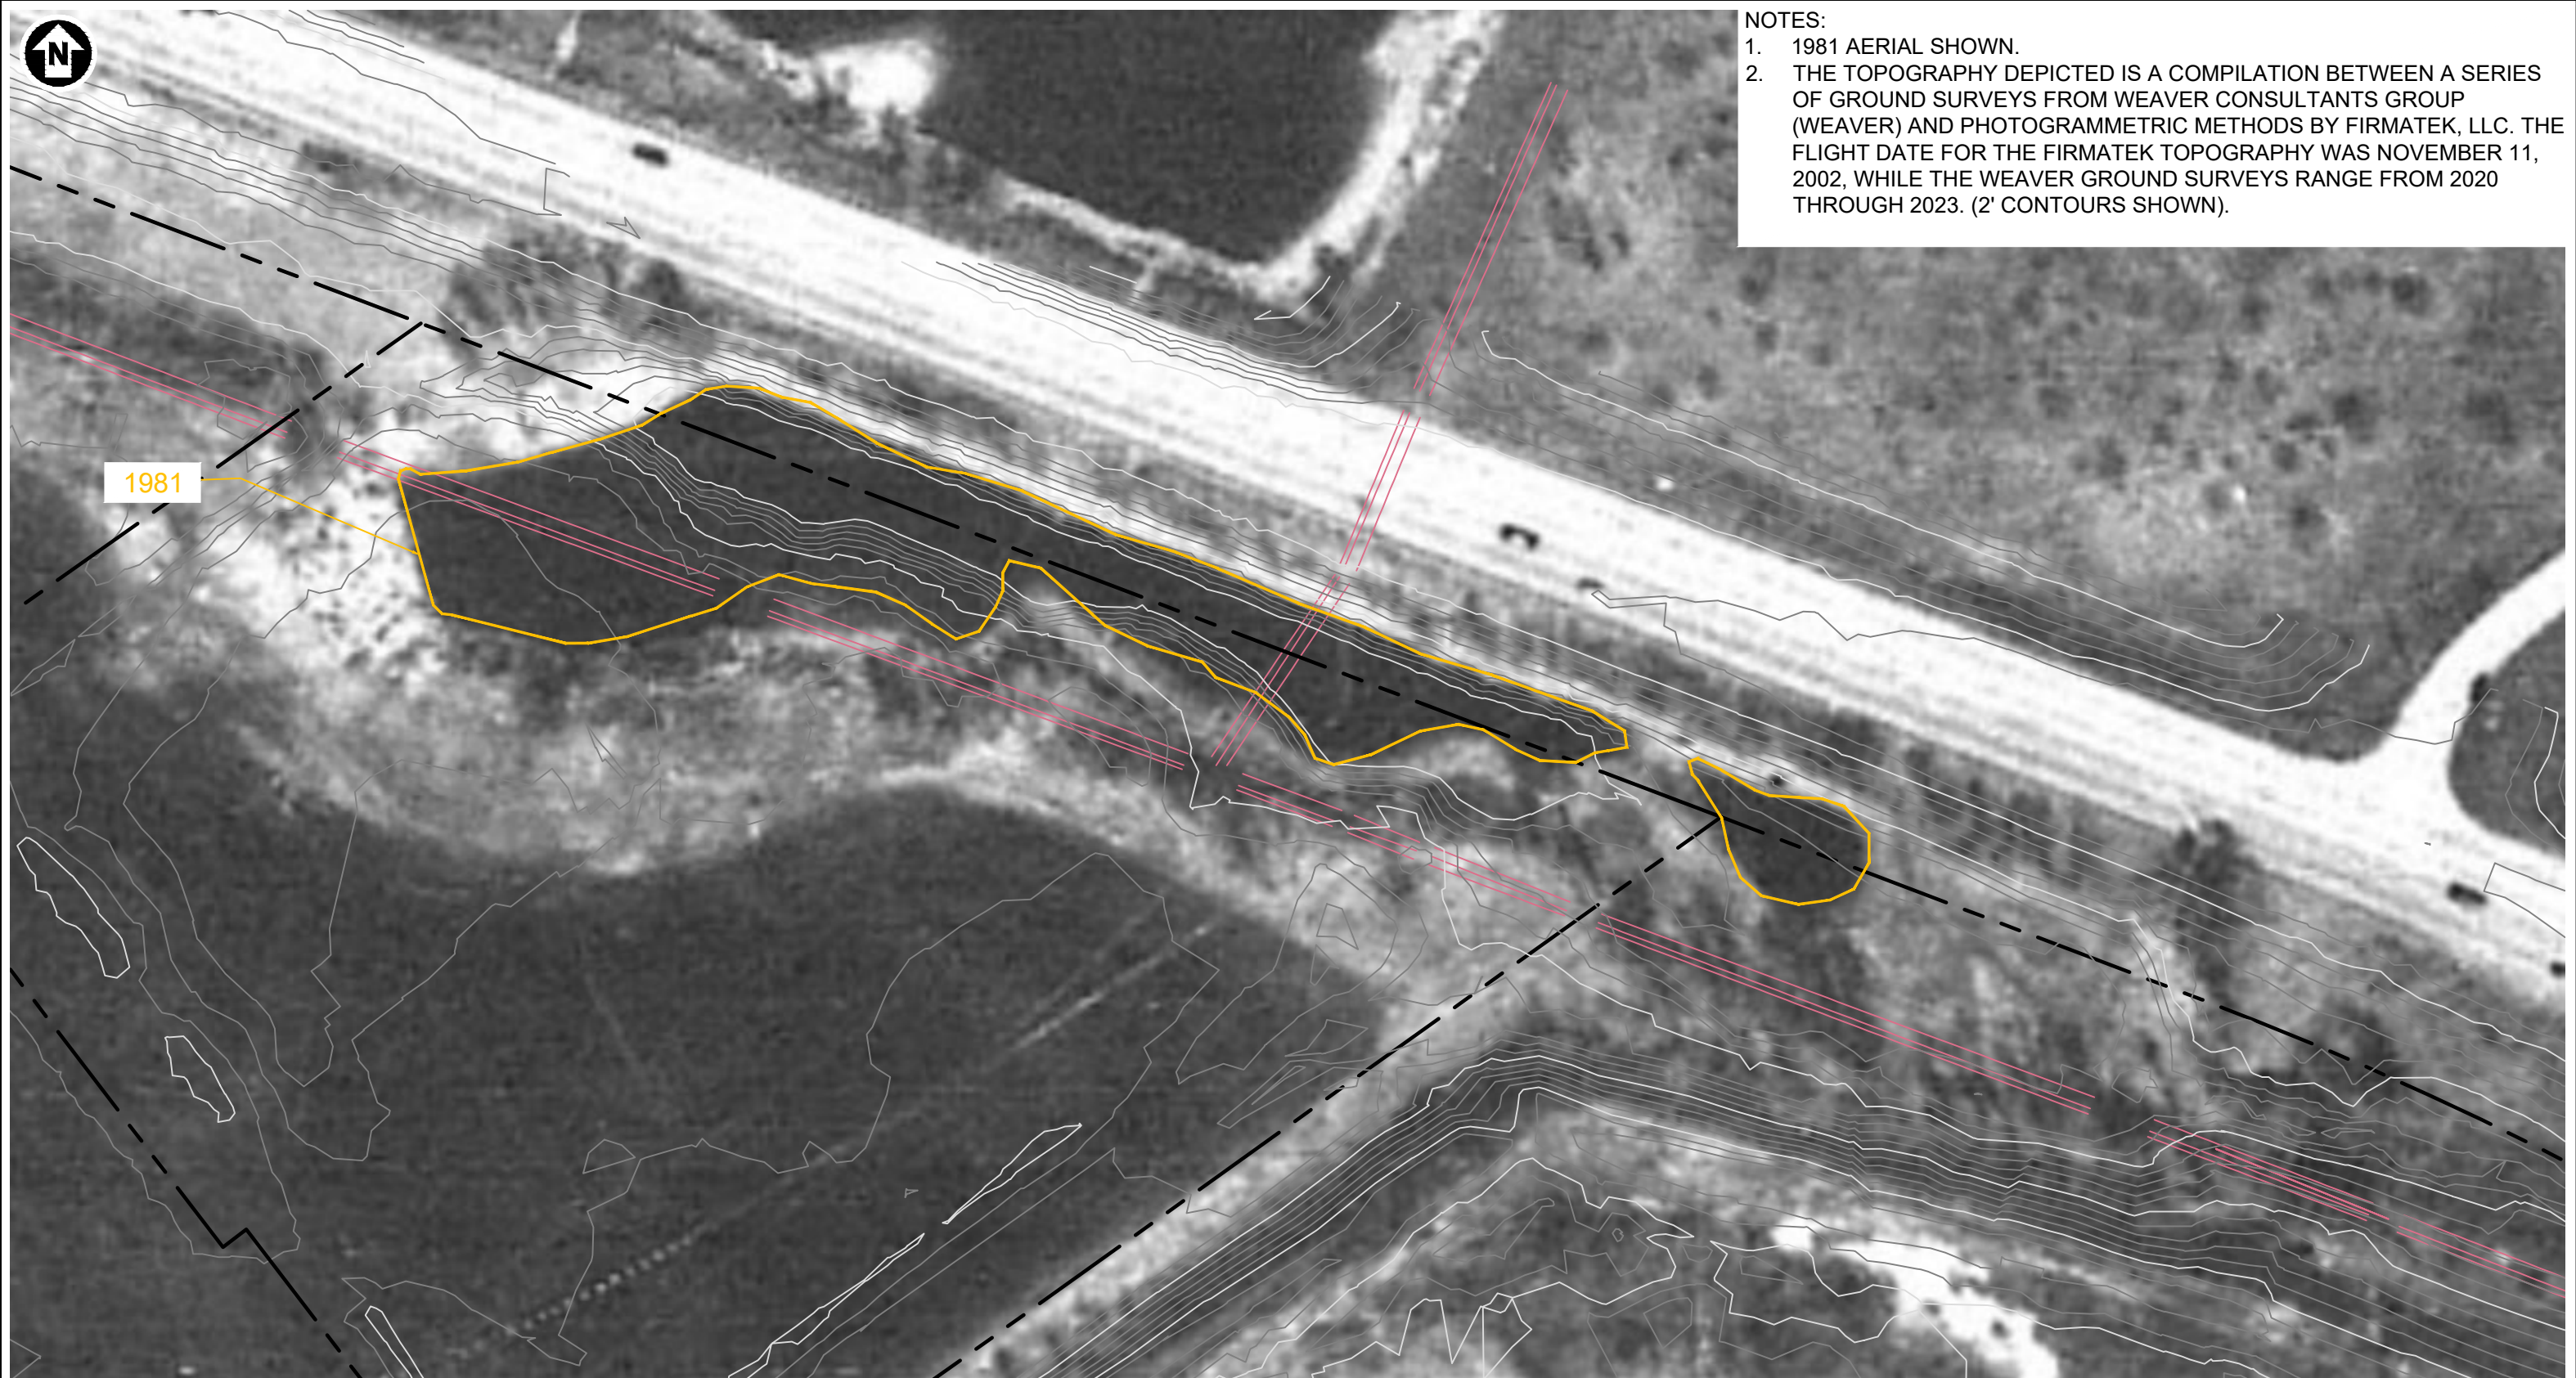 N
NOTES:
1. 1981 AERIAL SHOWN.
2. THE TOPOGRAPHY DEPICTED IS A COMPILATION BETWEEN A SERIES
OF GROUND SURVEYS FROM WEAVER CONSULTANTS GROUP
(WEAVER) AND PHOTOGRAMMETRIC METHODS BY FIRMATEK, LLC. THE
FLIGHT DATE FOR THE FIRMATEK TOPOGRAPHY WAS NOVEMBER 11,
2002, WHILE THE WEAVER GROUND SURVEYS RANGE FROM 2020
THROUGH 2023. (2' CONTOURS SHOWN).
1981